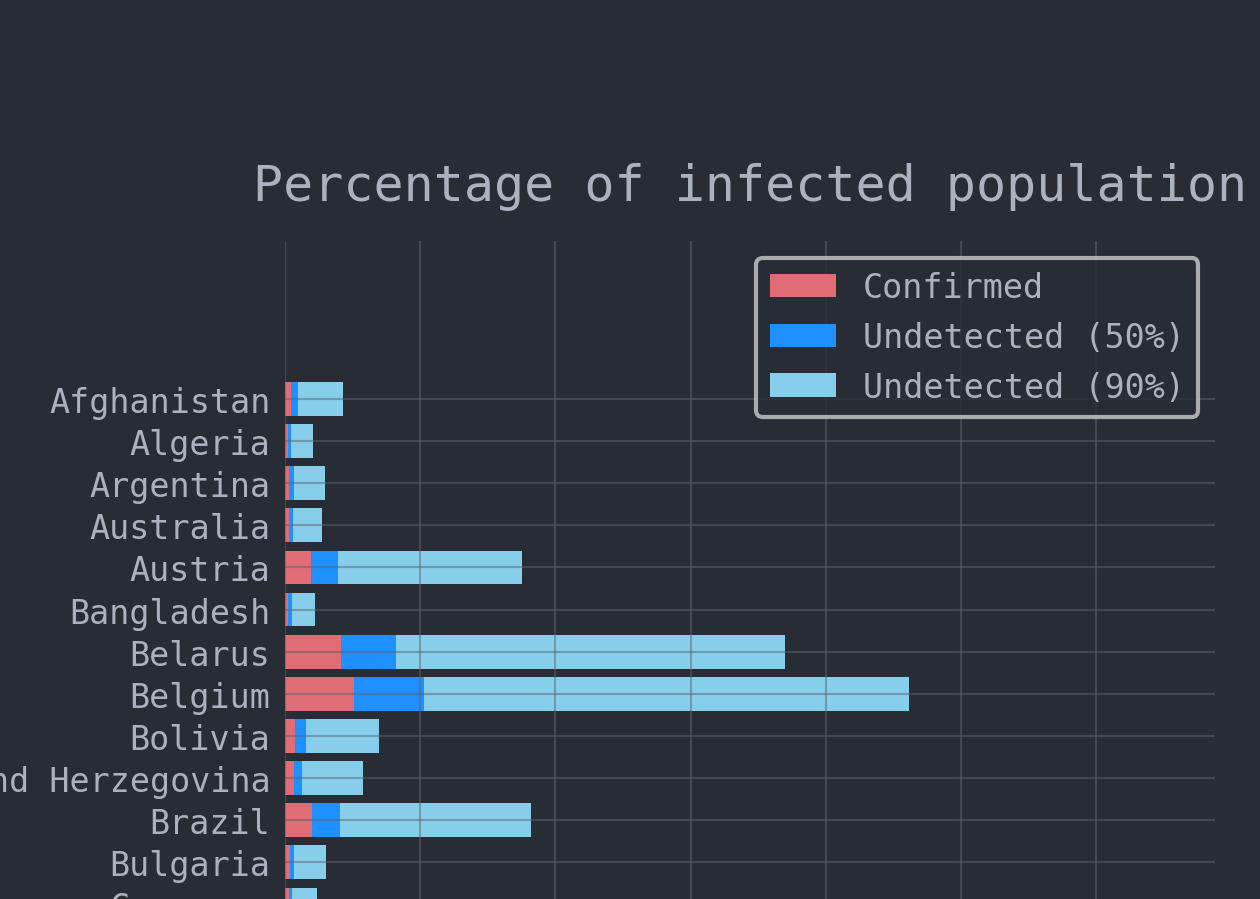 Percentage of infected population
Confirmed
Undetected (50%)
Undetected (90%)
Afghanistan
Algeria
Argentina
Australia
Austria
Bangladesh
Belarus
Belgium
Bolivia
nd Herzegovina
Brazil
Bulgaria